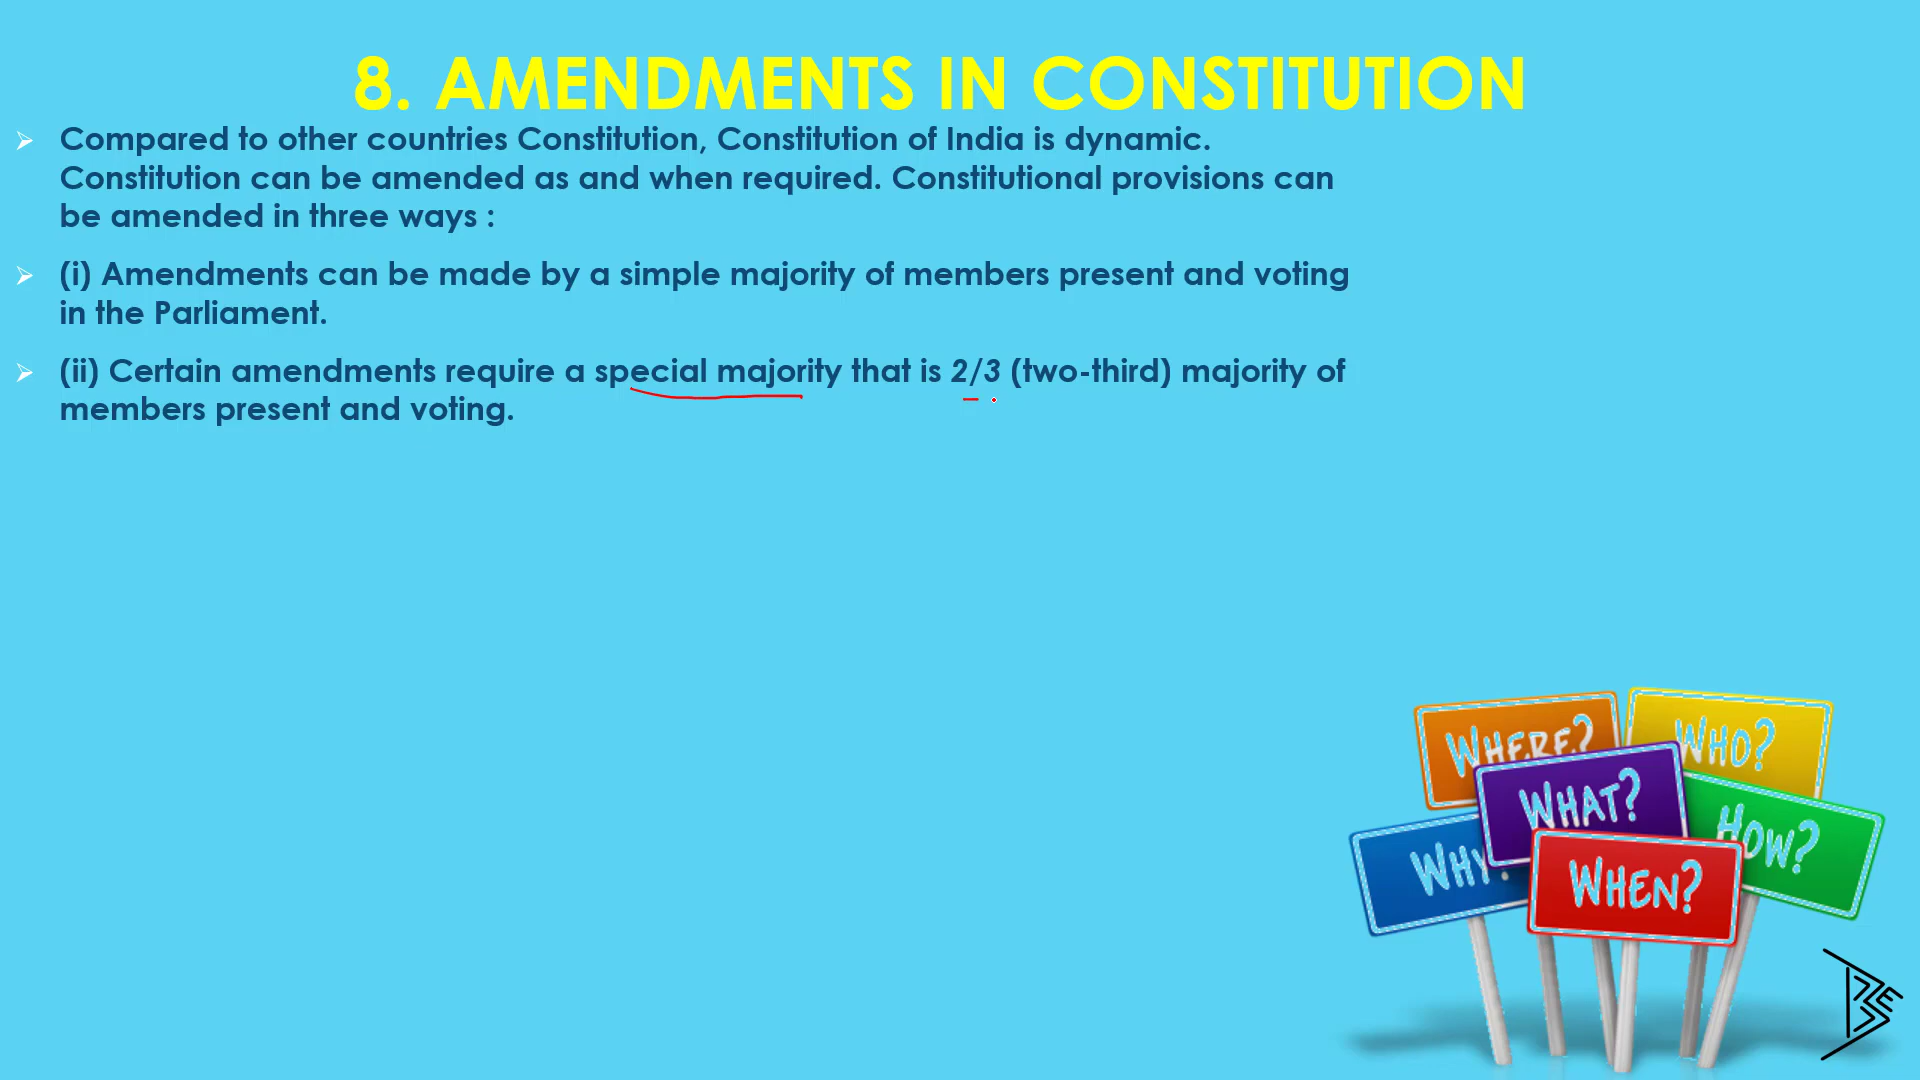 8. AMENDMENTS IN CONSTITUTION
Compared to other countries Constitution, Constitution of India is dynamic.
Constitution can be amended as and when required. Constitutional provisions can
be amended in three ways :
(i) Amendments can be made by a simple majority of members present and voting
in the Parliament.
(ii) Certain amendments require a special majority that is 2/3 (two-third) majority of
members present and voting.
WHERE?
WHO?
WHAT?
HOW?
WHY?
WHEN?